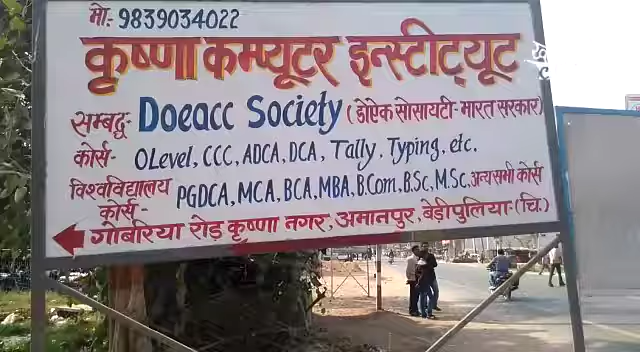 मो:. 9839034022
कृष्णा कम्प्यूटर इन्स्टीट्यूट
सम्बद्ध:- Doeacc Society (डोऐक सोसायटी- भारत सरकार)
कोर्स- OLevel, CCC, ADCA, DCA, Tally, Typing, etc.
विश्वविद्यालय कोर्स- PGDCA, MCA, BCA, MBA, B.Com, B.Sc, M.Sc, अन्य सभी कोर्स
गोबरिया रोड़ कृष्णा नगर, अमानपुर, बेड़ी पुलिया- (चि.)